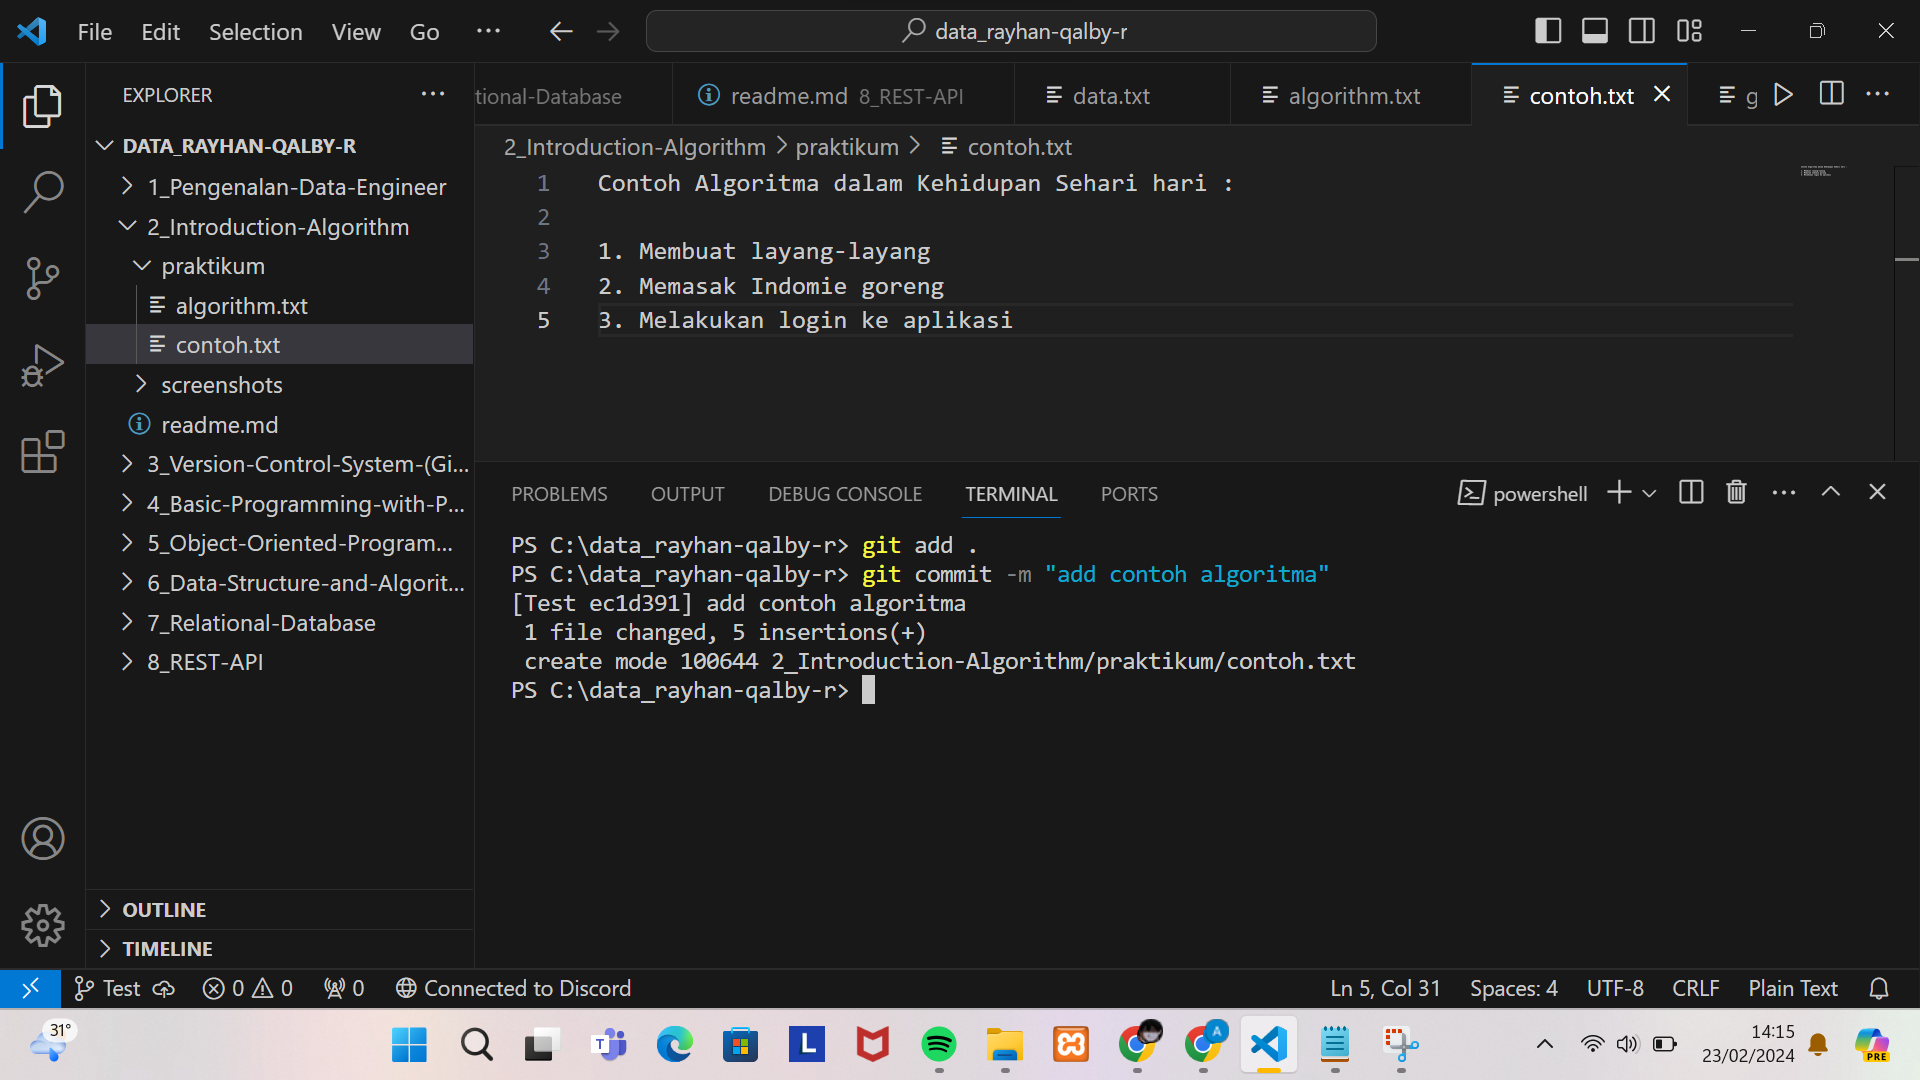 File Edit Selection View Go ··· data_rayhan-qalby-r
EXPLORER ···
DATA_RAYHAN-QALBY-R
1_Pengenalan-Data-Engineer
2_Introduction-Algorithm
praktikum
algorithm.txt
contoh.txt
screenshots
readme.md
3_Version-Control-System-(Gi...
4_Basic-Programming-with-P...
5_Object-Oriented-Program...
6_Data-Structure-and-Algorit...
7_Relational-Database
8_REST-API
OUTLINE
TIMELINE
tional-Database readme.md 8_REST-API data.txt algorithm.txt contoh.txt g
2_Introduction-Algorithm > praktikum > contoh.txt
1 Contoh Algoritma dalam Kehidupan Sehari hari :
2
3 1. Membuat layang-layang
4 2. Memasak Indomie goreng
5 3. Melakukan login ke aplikasi
PROBLEMS OUTPUT DEBUG CONSOLE TERMINAL PORTS powershell
PS C:\data_rayhan-qalby-r> git add .
PS C:\data_rayhan-qalby-r> git commit -m "add contoh algoritma"
[Test ec1d391] add contoh algoritma
1 file changed, 5 insertions(+)
create mode 100644 2_Introduction-Algorithm/praktikum/contoh.txt
PS C:\data_rayhan-qalby-r>
Test 0 0 0 Connected to Discord Ln 5, Col 31 Spaces: 4 UTF-8 CRLF Plain Text
31°
T
L
A
14:15
23/02/2024
PRE